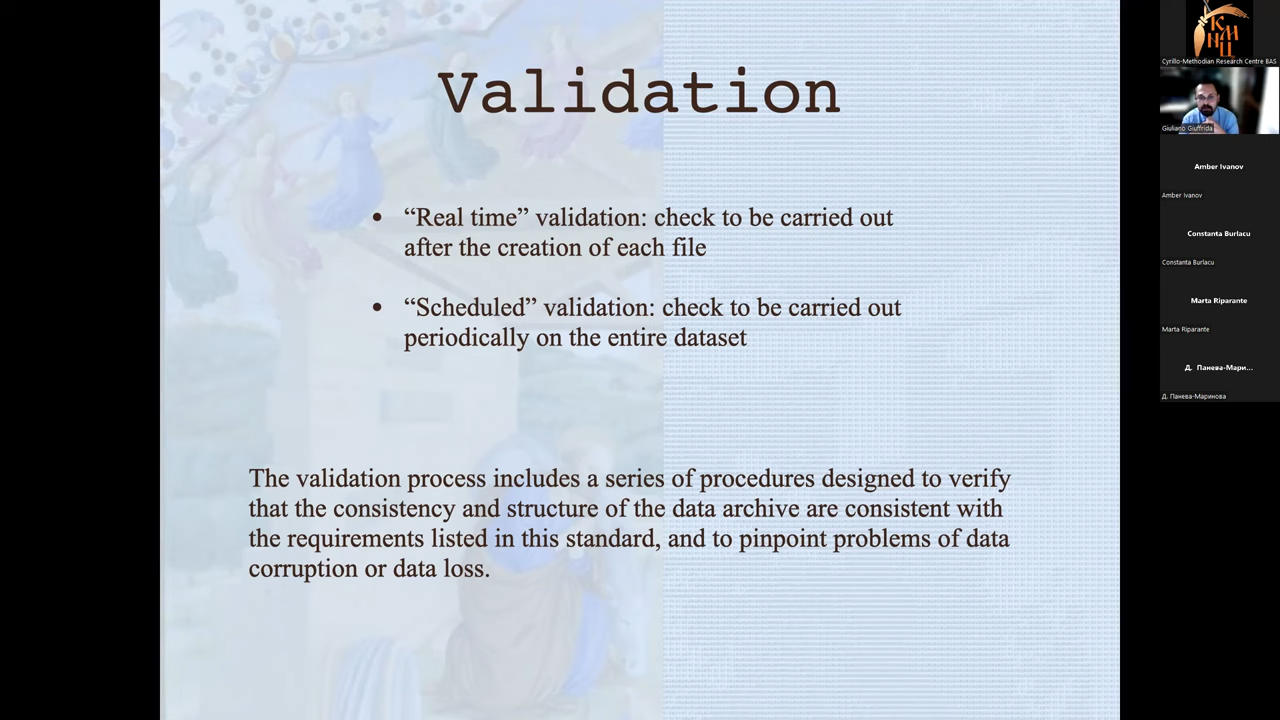 Validation
• “Real time” validation: check to be carried out
after the creation of each file
• “Scheduled” validation: check to be carried out
periodically on the entire dataset
The validation process includes a series of procedures designed to verify
that the consistency and structure of the data archive are consistent with
the requirements listed in this standard, and to pinpoint problems of data
corruption or data loss.
КМ
НЦ
Cyrillo-Methodian Research Centre BAS
Giuliano Giuffrida
Amber Ivanov
Amber Ivanov
Constanta Burlacu
Constanta Burlacu
Marta Riparante
Marta Riparante
Д. Панева-Мари...
Д. Панева-Маринова